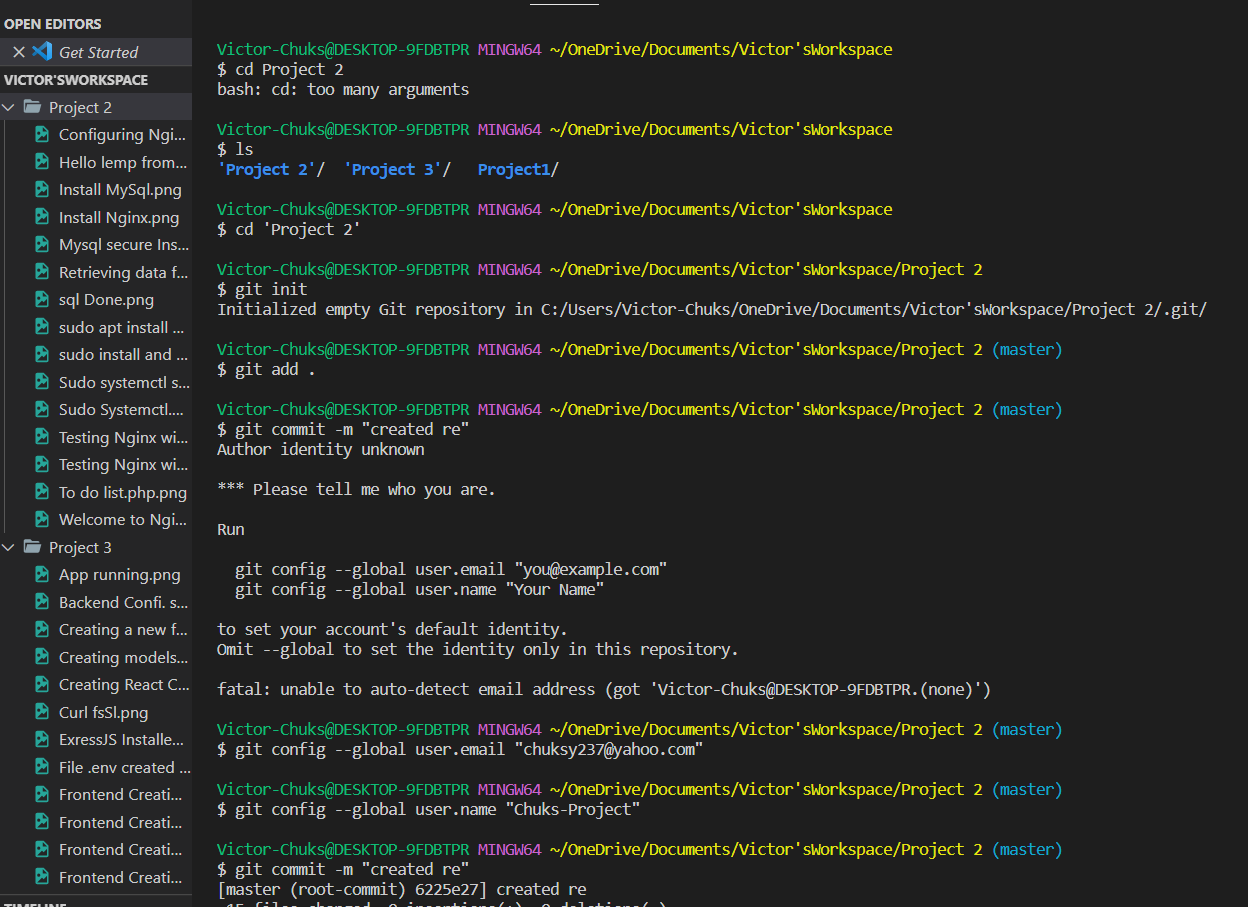 OPEN EDITORS
Get Started
VICTOR'SWORKSPACE
Project 2
Configuring Ngi...
Hello lemp from...
Install MySql.png
Install Nginx.png
Mysql secure Ins...
Retrieving data f...
sql Done.png
sudo apt install ...
sudo install and ...
Sudo systemctl s...
Sudo Systemctl....
Testing Nginx wi...
Testing Nginx wi...
To do list.php.png
Welcome to Ngi...
Project 3
App running.png
Backend Confi. s...
Creating a new f...
Creating models...
Creating React C...
Curl fsSl.png
ExressJS Installe...
File .env created ...
Frontend Creati...
Frontend Creati...
Frontend Creati...
Frontend Creati...
TIMELINE
Victor-Chuks@DESKTOP-9FDBTPR MINGW64 ~/OneDrive/Documents/Victor'sWorkspace
$ cd Project 2
bash: cd: too many arguments
Victor-Chuks@DESKTOP-9FDBTPR MINGW64 ~/OneDrive/Documents/Victor'sWorkspace
$ ls
'Project 2'/ 'Project 3'/ Project1/
Victor-Chuks@DESKTOP-9FDBTPR MINGW64 ~/OneDrive/Documents/Victor'sWorkspace
$ cd 'Project 2'
Victor-Chuks@DESKTOP-9FDBTPR MINGW64 ~/OneDrive/Documents/Victor'sWorkspace/Project 2
$ git init
Initialized empty Git repository in C:/Users/Victor-Chuks/OneDrive/Documents/Victor'sWorkspace/Project 2/.git/
Victor-Chuks@DESKTOP-9FDBTPR MINGW64 ~/OneDrive/Documents/Victor'sWorkspace/Project 2 (master)
$ git add .
Victor-Chuks@DESKTOP-9FDBTPR MINGW64 ~/OneDrive/Documents/Victor'sWorkspace/Project 2 (master)
$ git commit -m "created re"
Author identity unknown
*** Please tell me who you are.
Run
git config --global user.email "you@example.com"
git config --global user.name "Your Name"
to set your account's default identity.
Omit --global to set the identity only in this repository.
fatal: unable to auto-detect email address (got 'Victor-Chuks@DESKTOP-9FDBTPR.(none)')
Victor-Chuks@DESKTOP-9FDBTPR MINGW64 ~/OneDrive/Documents/Victor'sWorkspace/Project 2 (master)
$ git config --global user.email "chuksy237@yahoo.com"
Victor-Chuks@DESKTOP-9FDBTPR MINGW64 ~/OneDrive/Documents/Victor'sWorkspace/Project 2 (master)
$ git config --global user.name "Chuks-Project"
Victor-Chuks@DESKTOP-9FDBTPR MINGW64 ~/OneDrive/Documents/Victor'sWorkspace/Project 2 (master)
$ git commit -m "created re"
[master (root-commit) 6225e27] created re
15 files changed, 0 insertions(+), 0 deletions(-)